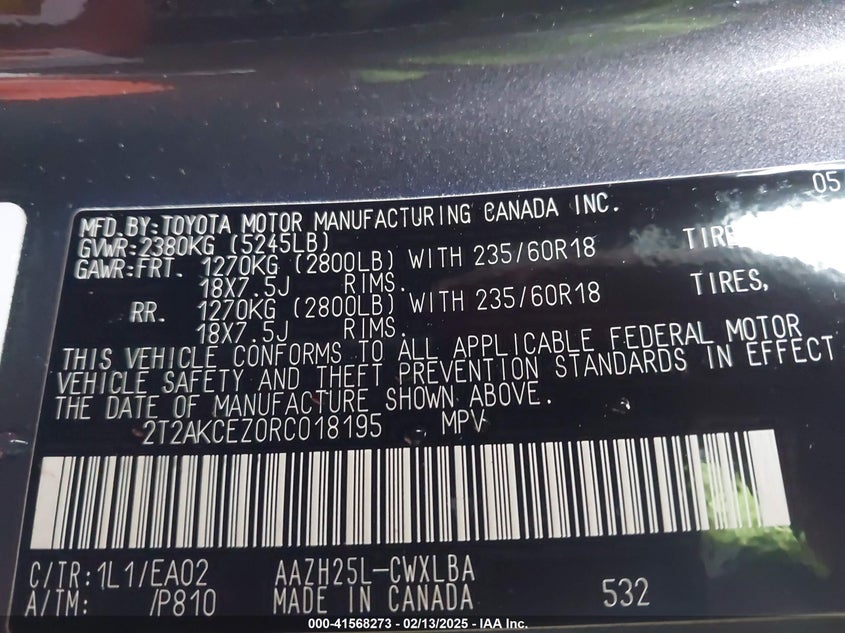 05
MFD.BY:TOYOTA MOTOR MANUFACTURING CANADA INC.
GVWR:2380KG (5245LB)
GAWR:FRT. 1270KG (2800LB) WITH 235/60R18
18X7.5J RIMS.
RR. 1270KG (2800LB) WITH 235/60R18 TIRES,
18X7.5J RIMS.
THIS VEHICLE CONFORMS TO ALL APPLICABLE FEDERAL MOTOR
VEHICLE SAFETY AND THEFT PREVENTION STANDARDS IN EFFECT
THE DATE OF MANUFACTURE SHOWN ABOVE.
2T2AKCEZ0RC018195 MPV
C/TR:1L1/EA02 AAZH25L-CWXLBA
A/TM: /P810 MADE IN CANADA 532
000-41568273 - 02/13/2025 - IAA Inc.